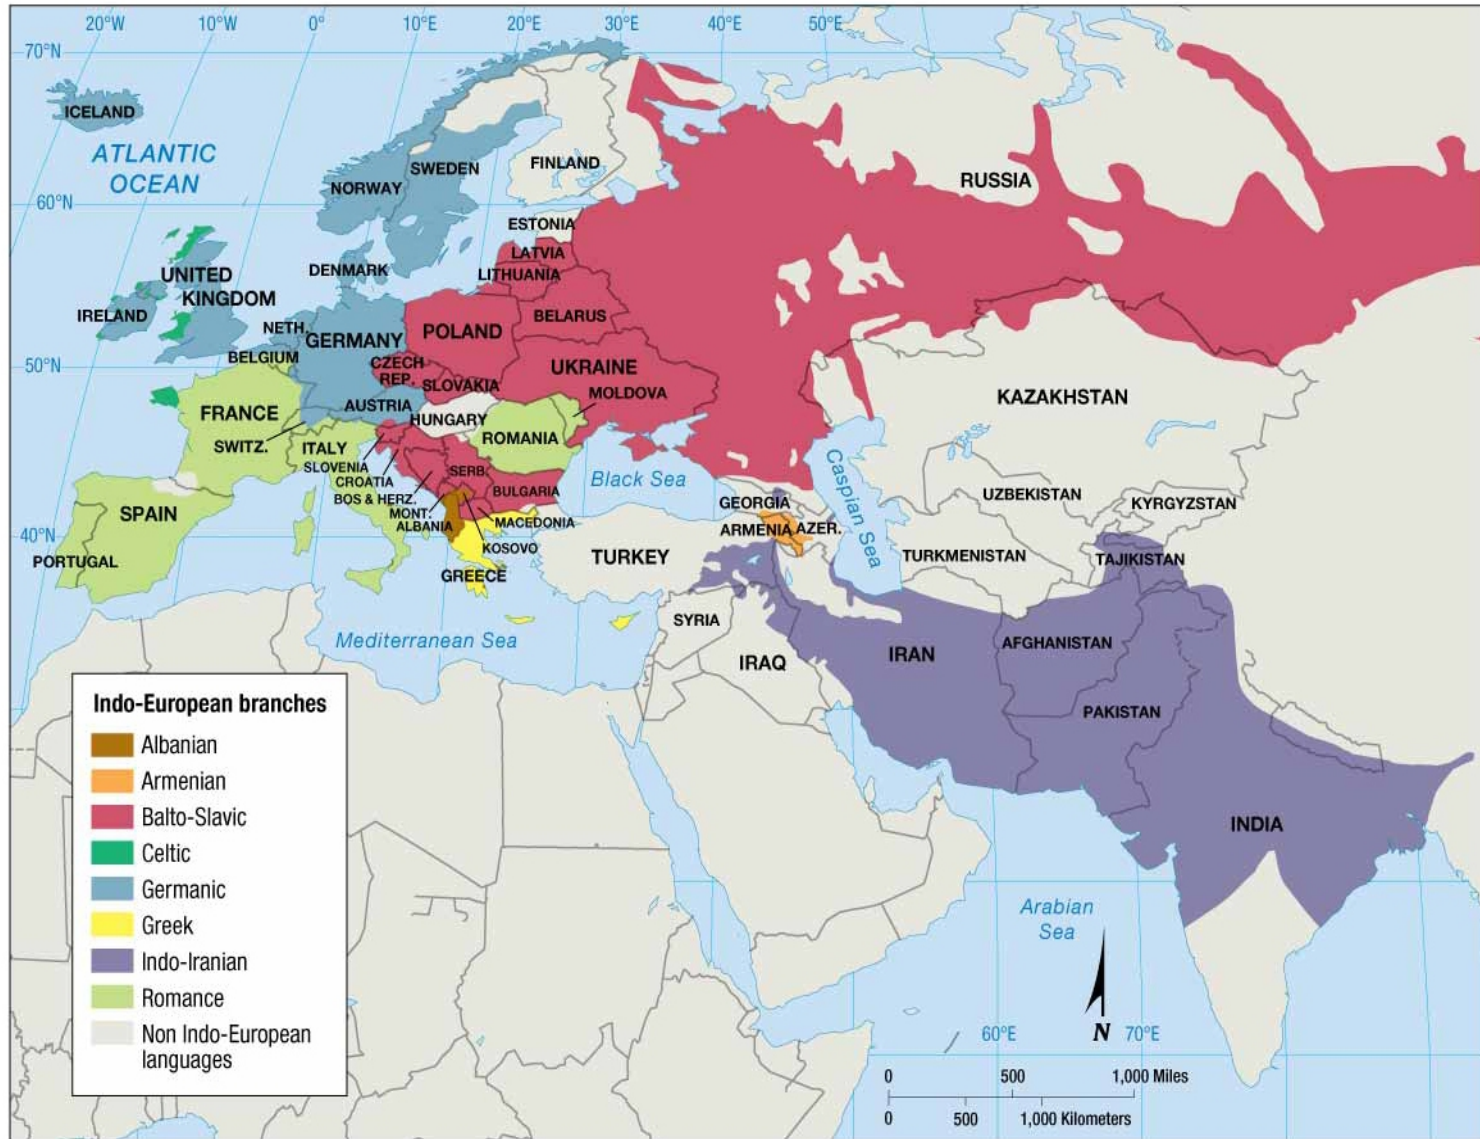 20°W
10°W
0°
10°E
20°E
30°E
40°E
50°E
70°N
ICELAND
ATLANTIC
OCEAN
NORWAY
SWEDEN
FINLAND
RUSSIA
60°N
ESTONIA
LATVIA
LITHUANIA
DENMARK
UNITED
KINGDOM
IRELAND
NETH.
GERMANY
POLAND
BELARUS
BELGIUM
50°N
CZECH
REP.
SLOVAKIA
UKRAINE
MOLDOVA
KAZAKHSTAN
FRANCE
AUSTRIA
HUNGARY
ROMANIA
SWITZ.
ITALY
SLOVENIA
CROATIA
BOS & HERZ.
SERB.
BULGARIA
MONT.
ALBANIA
MACEDONIA
KOSOVO
GREECE
Black Sea
Caspian Sea
GEORGIA
ARMENIA
AZER.
UZBEKISTAN
KYRGYZSTAN
SPAIN
PORTUGAL
40°N
TURKEY
TURKMENISTAN
TAJIKISTAN
Mediterranean Sea
SYRIA
IRAQ
IRAN
AFGHANISTAN
PAKISTAN
INDIA
Arabian
Sea
Indo-European branches
Albanian
Armenian
Balto-Slavic
Celtic
Germanic
Greek
Indo-Iranian
Romance
Non Indo-European
languages
N
60°E
70°E
0 500 1,000 Miles
0 500 1,000 Kilometers